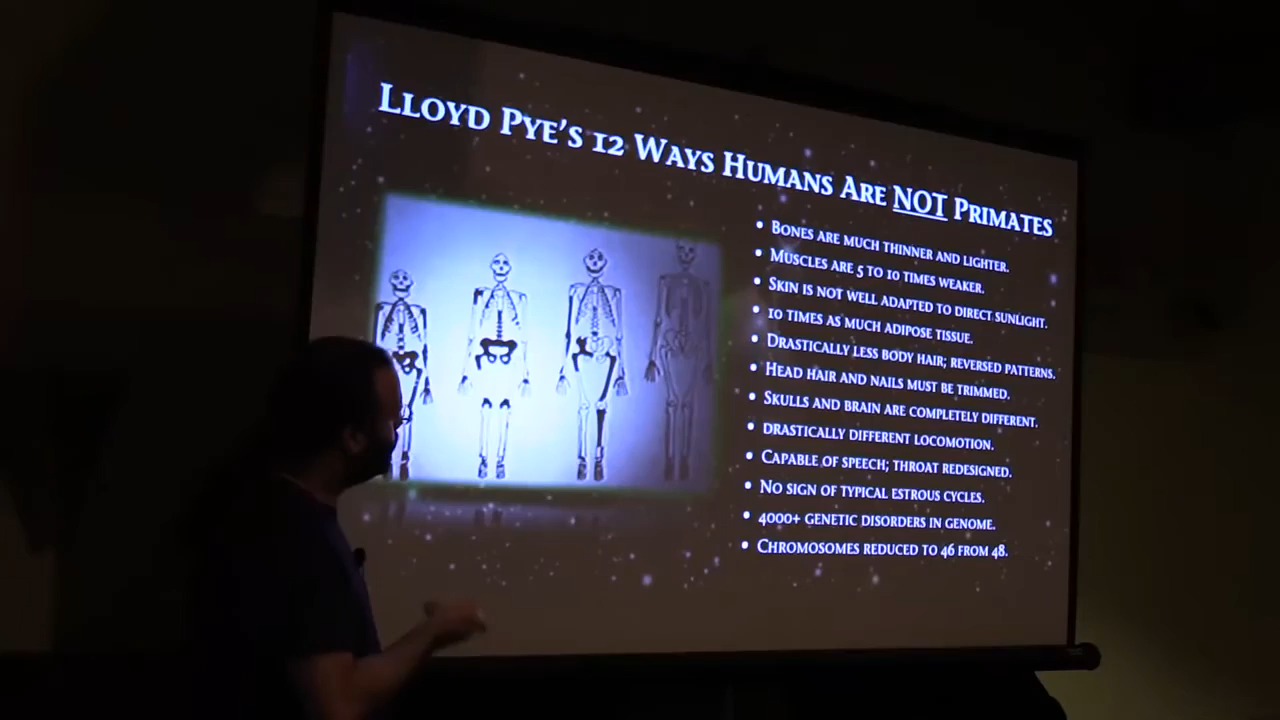 Lloyd Pye's 12 Ways Humans Are NOT Primates
• Bones are much thinner and lighter.
• Muscles are 5 to 10 times weaker.
• Skin is not well adapted to direct sunlight.
• 10 times as much adipose tissue.
• Drastically less body hair; reversed patterns.
• Head hair and nails must be trimmed.
• Skulls and brain are completely different.
• drastically different locomotion.
• Capable of speech; throat redesigned.
• No sign of typical estrous cycles.
• 4000+ genetic disorders in genome.
• Chromosomes reduced to 46 from 48.